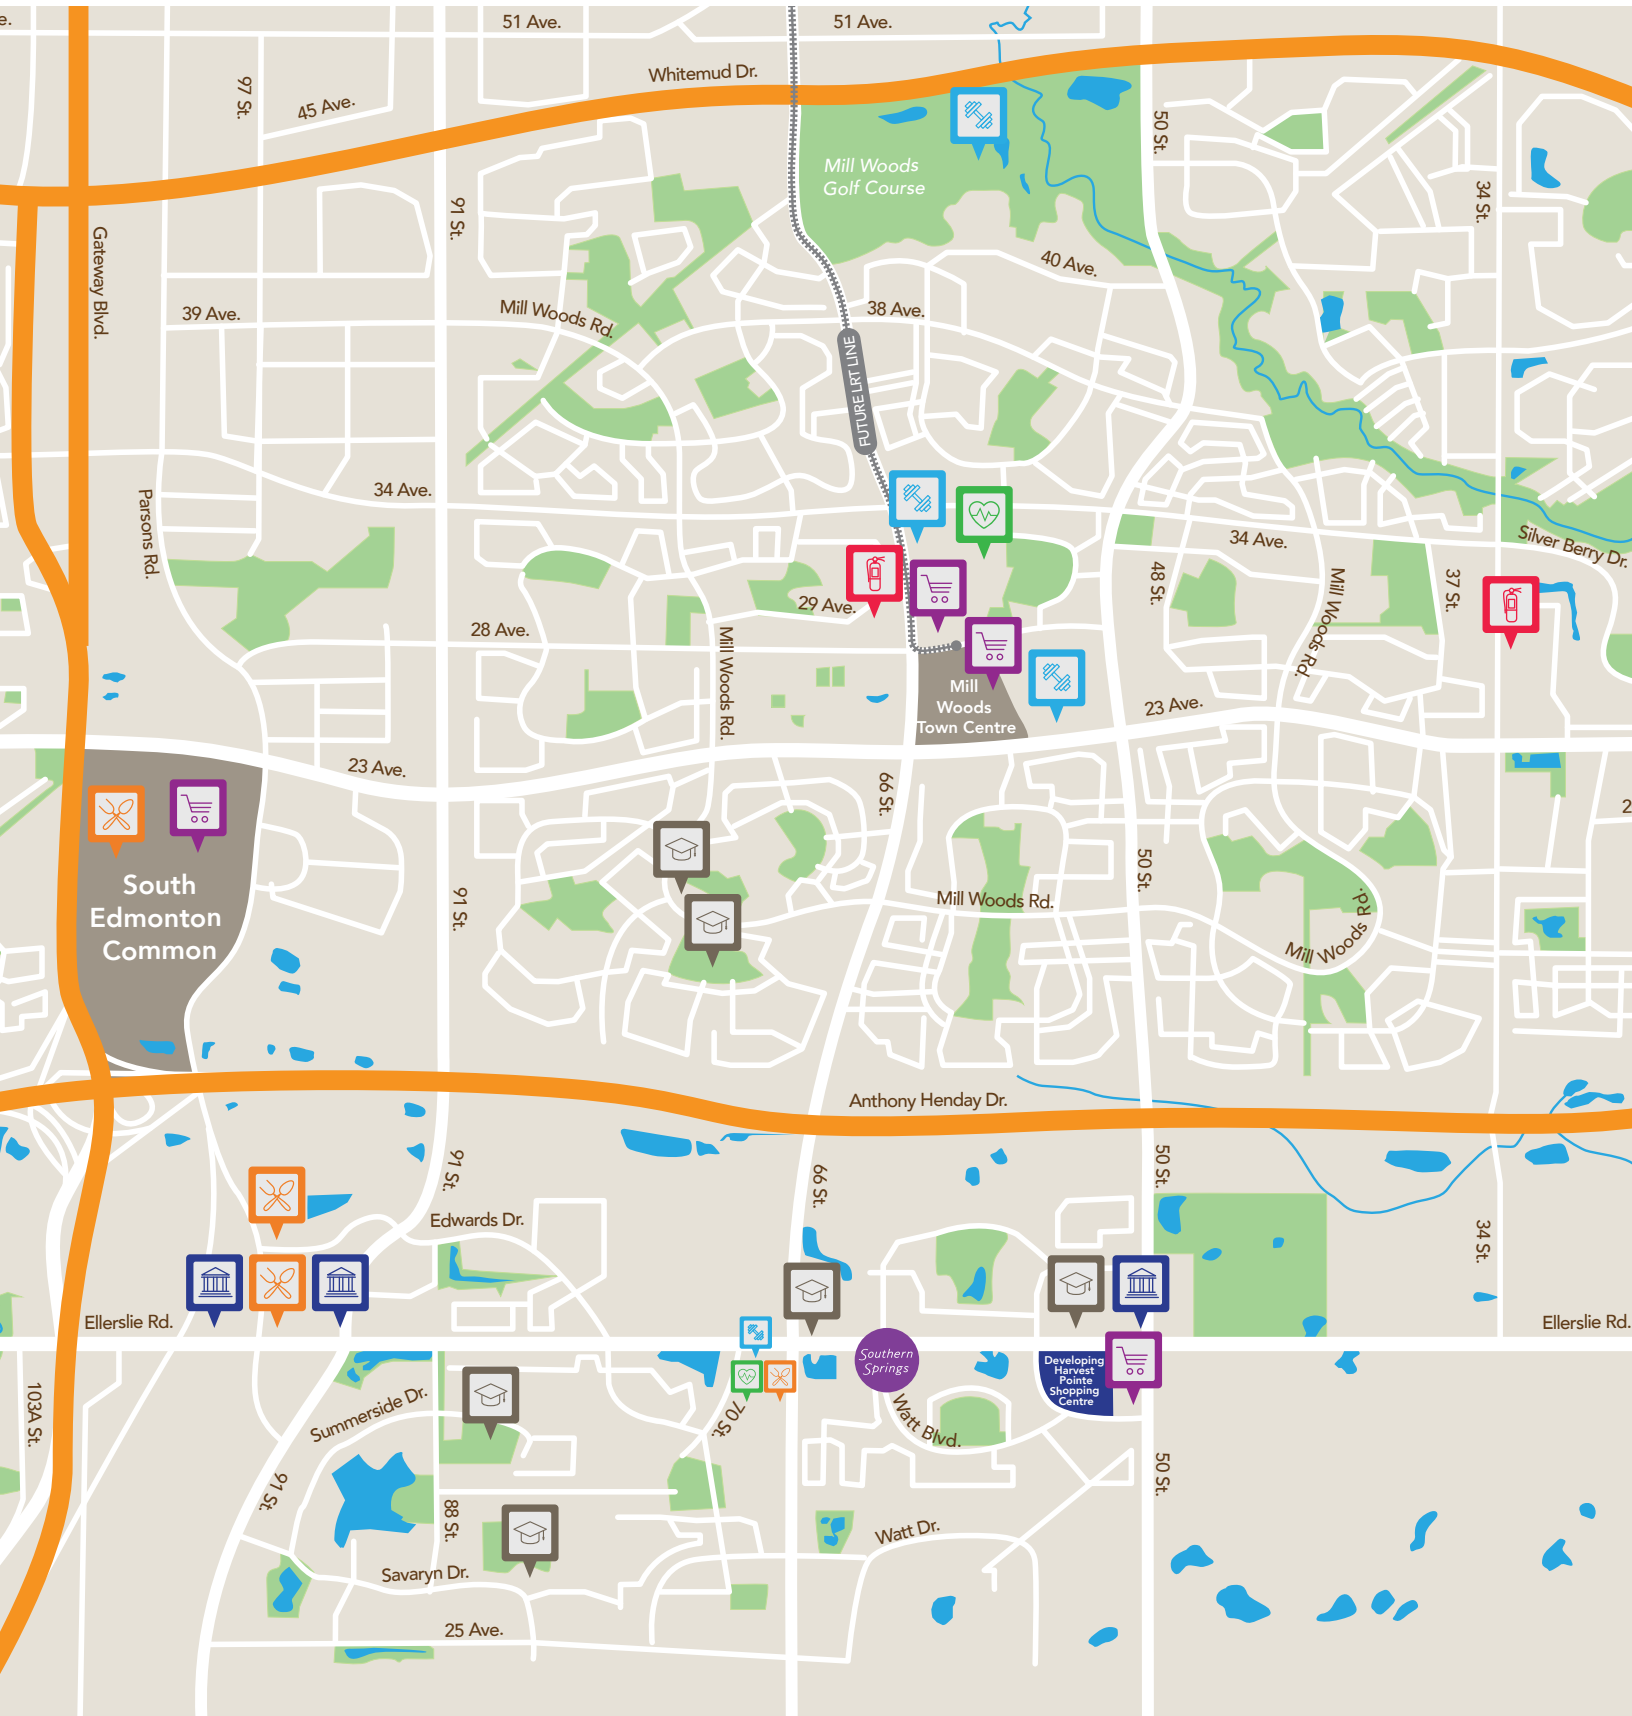 e.
51 Ave.
51 Ave.
Whitemud Dr.
97 St.
45 Ave.
50 St.
Mill Woods
Golf Course
34 St.
91 St.
Gateway Blvd.
40 Ave.
39 Ave.
Mill Woods Rd.
38 Ave.
FUTURE LRT LINE
34 Ave.
Parsons Rd.
34 Ave.
Silver Berry Dr.
48 St.
Mill Woods Rd.
37 St.
29 Ave.
28 Ave.
Mill Woods Rd.
Mill
Woods
Town Centre
23 Ave.
23 Ave.
66 St.
2
South
Edmonton
Common
50 St.
91 St.
Mill Woods Rd.
Mill Woods Rd.
Anthony Henday Dr.
91 St.
66 St.
50 St.
Edwards Dr.
34 St.
Ellerslie Rd.
Ellerslie Rd.
Southern
Springs
Developing
Harvest
Pointe
Shopping
Centre
103A St.
Summerside Dr.
70 St.
Watt Blvd.
91 St.
50 St.
88 St.
Watt Dr.
Savaryn Dr.
25 Ave.